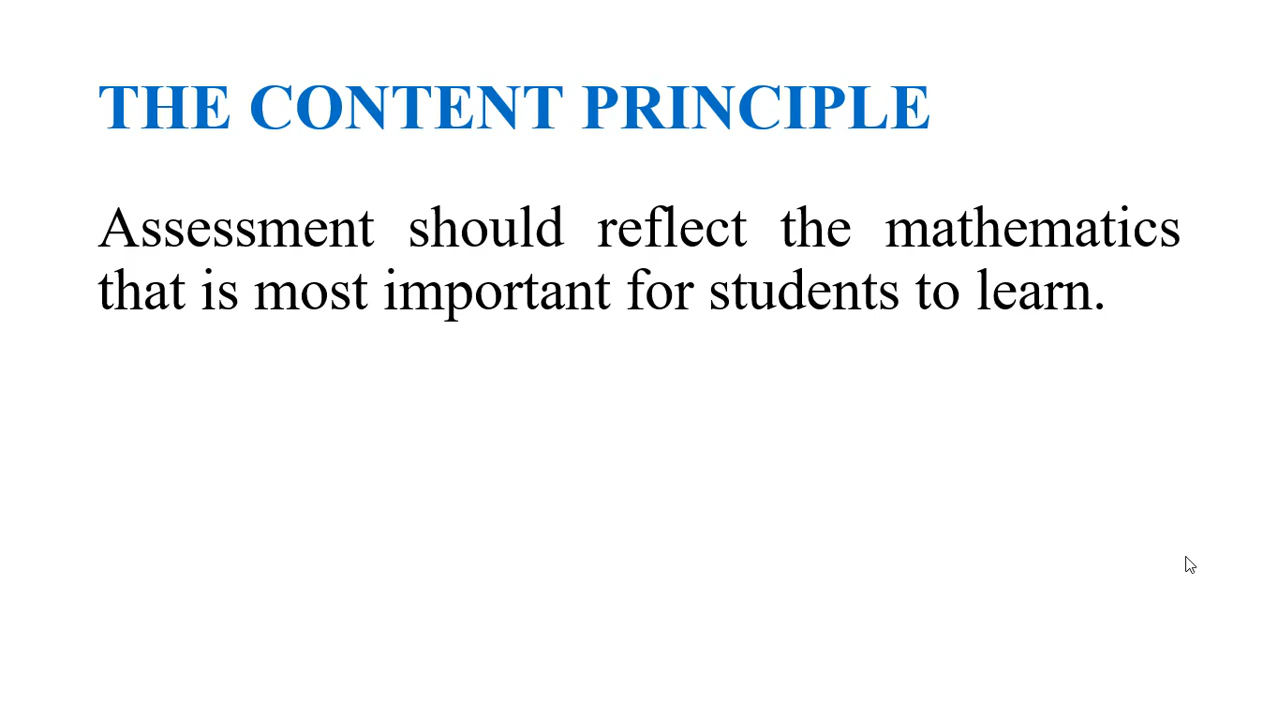 THE CONTENT PRINCIPLE
Assessment should reflect the mathematics
that is most important for students to learn.